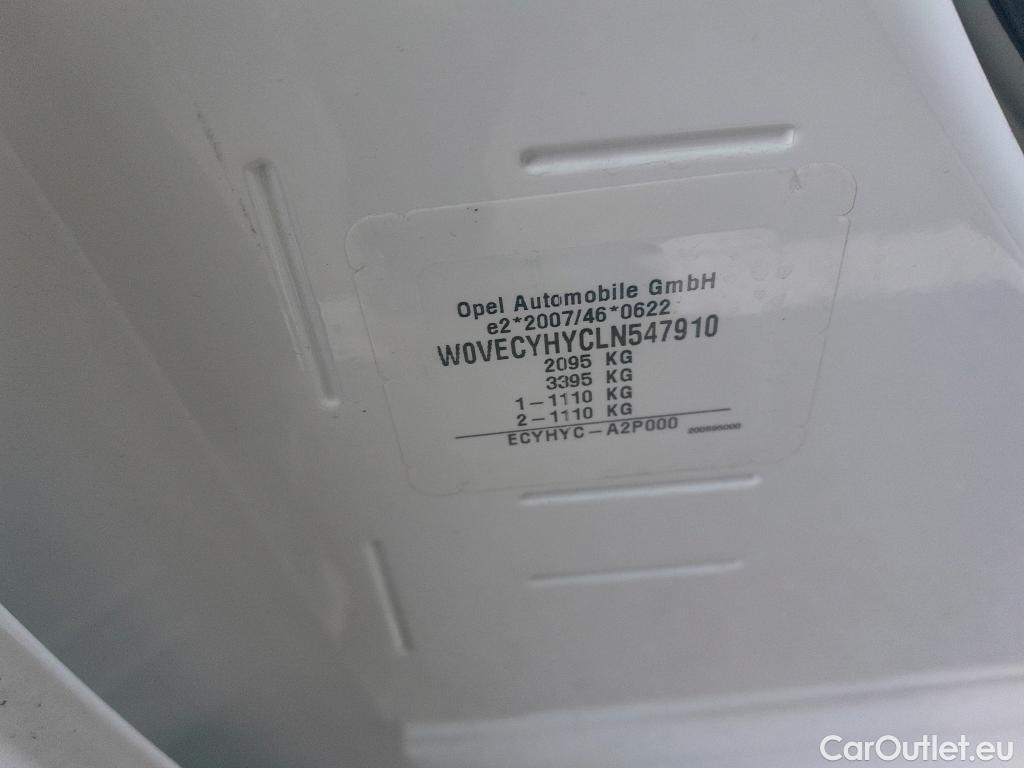 Opel Automobile GmbH
e2*2007/46*0622
W0VECYHYCLN547910
2095 KG
3395 KG
1-1110 KG
2-1110 KG
ECYHYC-A2P000 200595000
CarOutlet.eu